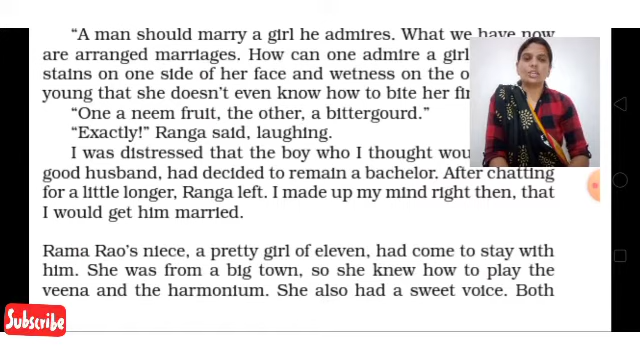 "A man should marry a girl he admires. What we have now
are arranged marriages. How can one admire a girl
stains on one side of her face and wetness on the
young that she doesn't even know how to bite her
"One a neem fruit, the other, a bittergourd."
"Exactly!" Ranga said, laughing.
I was distressed that the boy who I thought
good husband, had decided to remain a bachelor. After chatting
for a little longer, Ranga left. I made up my mind right then, that
I would get him married.
Rama Rao's niece, a pretty girl of eleven, had come to stay with
him. She was from a big town, so she knew how to play the
veena and the harmonium. She also had a sweet voice. Both
Subscribe